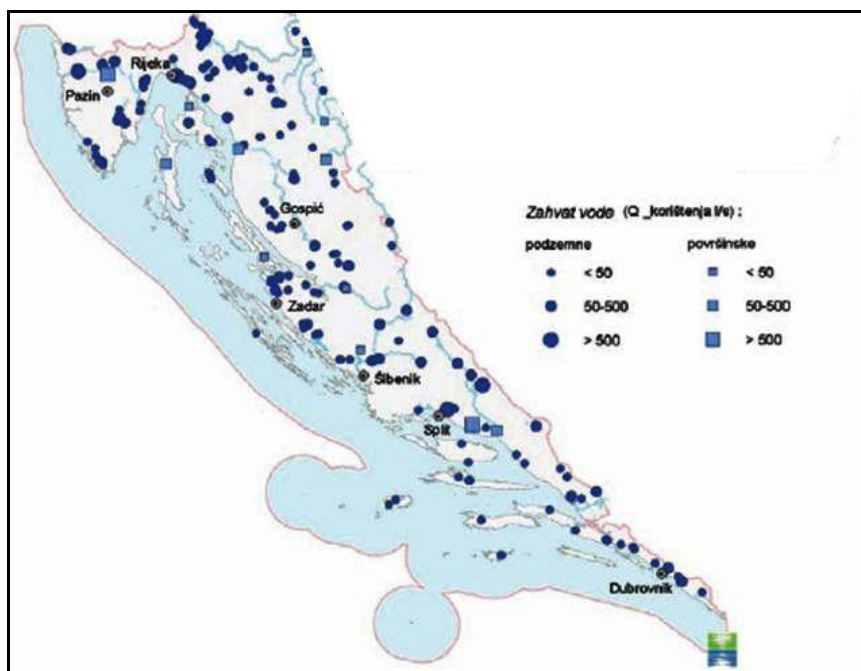 Rijeka
Pazin
Gospić
Zadar
Šibenik
Split
Dubrovnik
Zahvat vode (Q_korištenja l/s) :
podzemne površinske
< 50 < 50
50-500 50-500
> 500 > 500